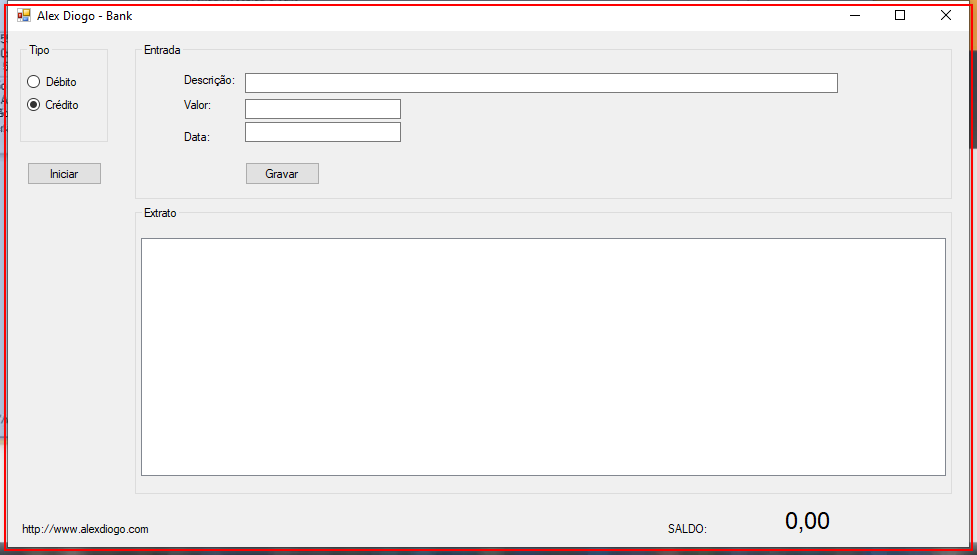 Alex Diogo - Bank
Tipo
Débito
Crédito
Iniciar
Entrada
Descrição:
Valor:
Data:
Gravar
Extrato
http://www.alexdiogo.com
SALDO: 0,00